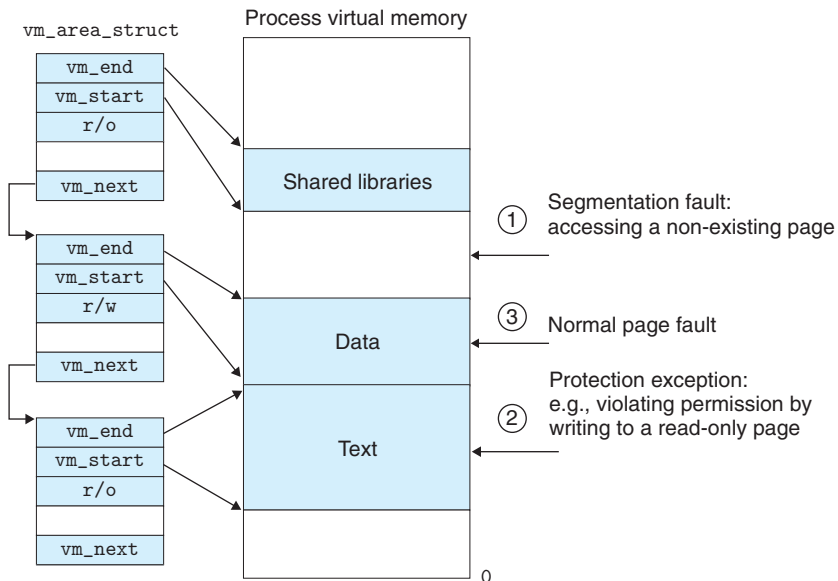 Process virtual memory
vm_area_struct
vm_end
vm_start
r/o
vm_next
vm_end
vm_start
r/w
vm_next
vm_end
vm_start
r/o
vm_next
Shared libraries
Data
Text
0
1
Segmentation fault:
accessing a non-existing page
3
Normal page fault
2
Protection exception:
e.g., violating permission by
writing to a read-only page